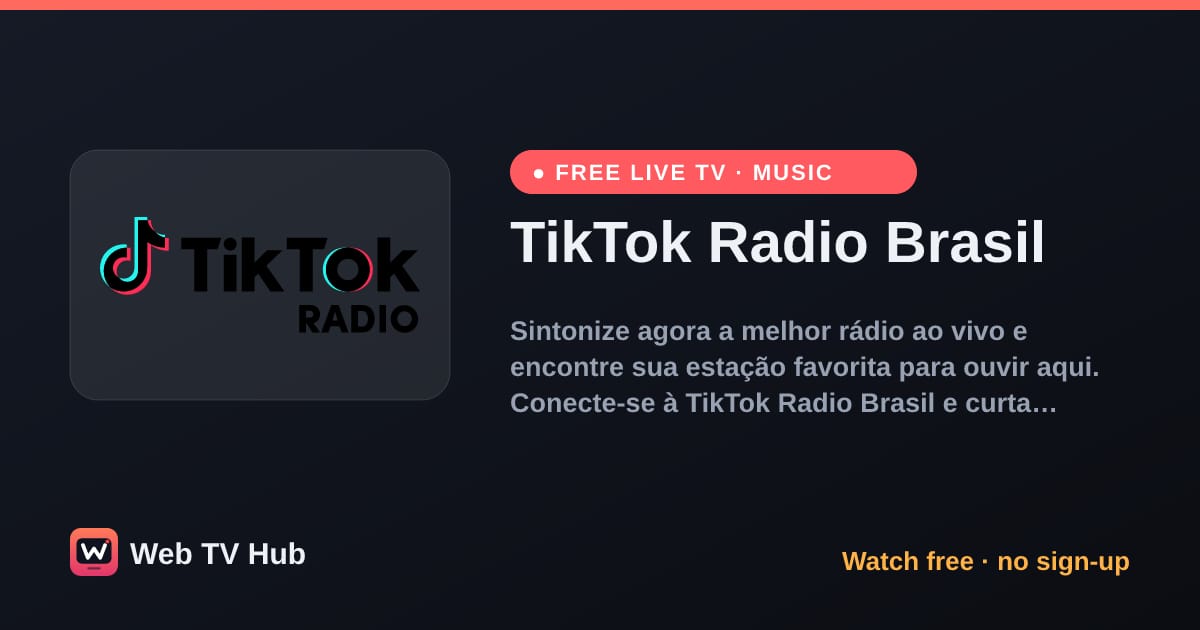 TikTok
RADIO
• FREE LIVE TV · MUSIC
TikTok Radio Brasil
Sintonize agora a melhor rádio ao vivo e
encontre sua estação favorita para ouvir aqui.
Conecte-se à TikTok Radio Brasil e curta…
W
Web TV Hub
Watch free · no sign-up